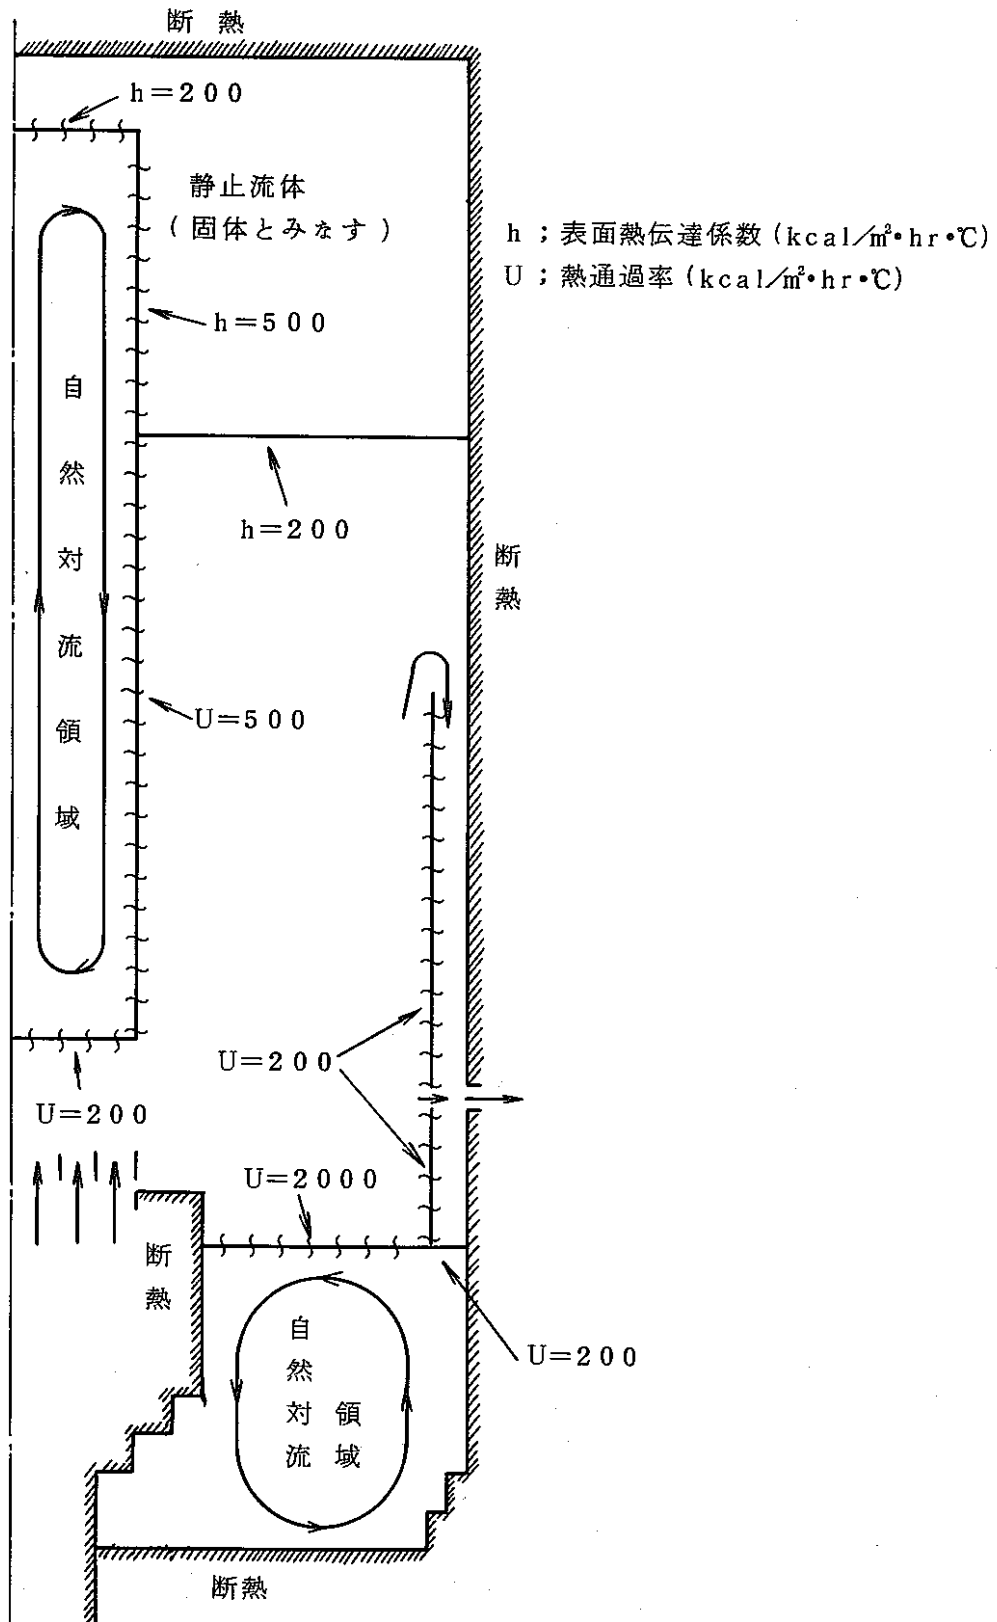 断熱
h=200
静止流体
(固体とみなす)
h;表面熱伝達係数(kcal/m²・hr・℃)
U;熱通過率(kcal/m²・hr・℃)
h=500
自然対流領域
h=200
断熱
U=500
U=200
U=200
U=2000
断熱
自然対流領域
U=200
断熱